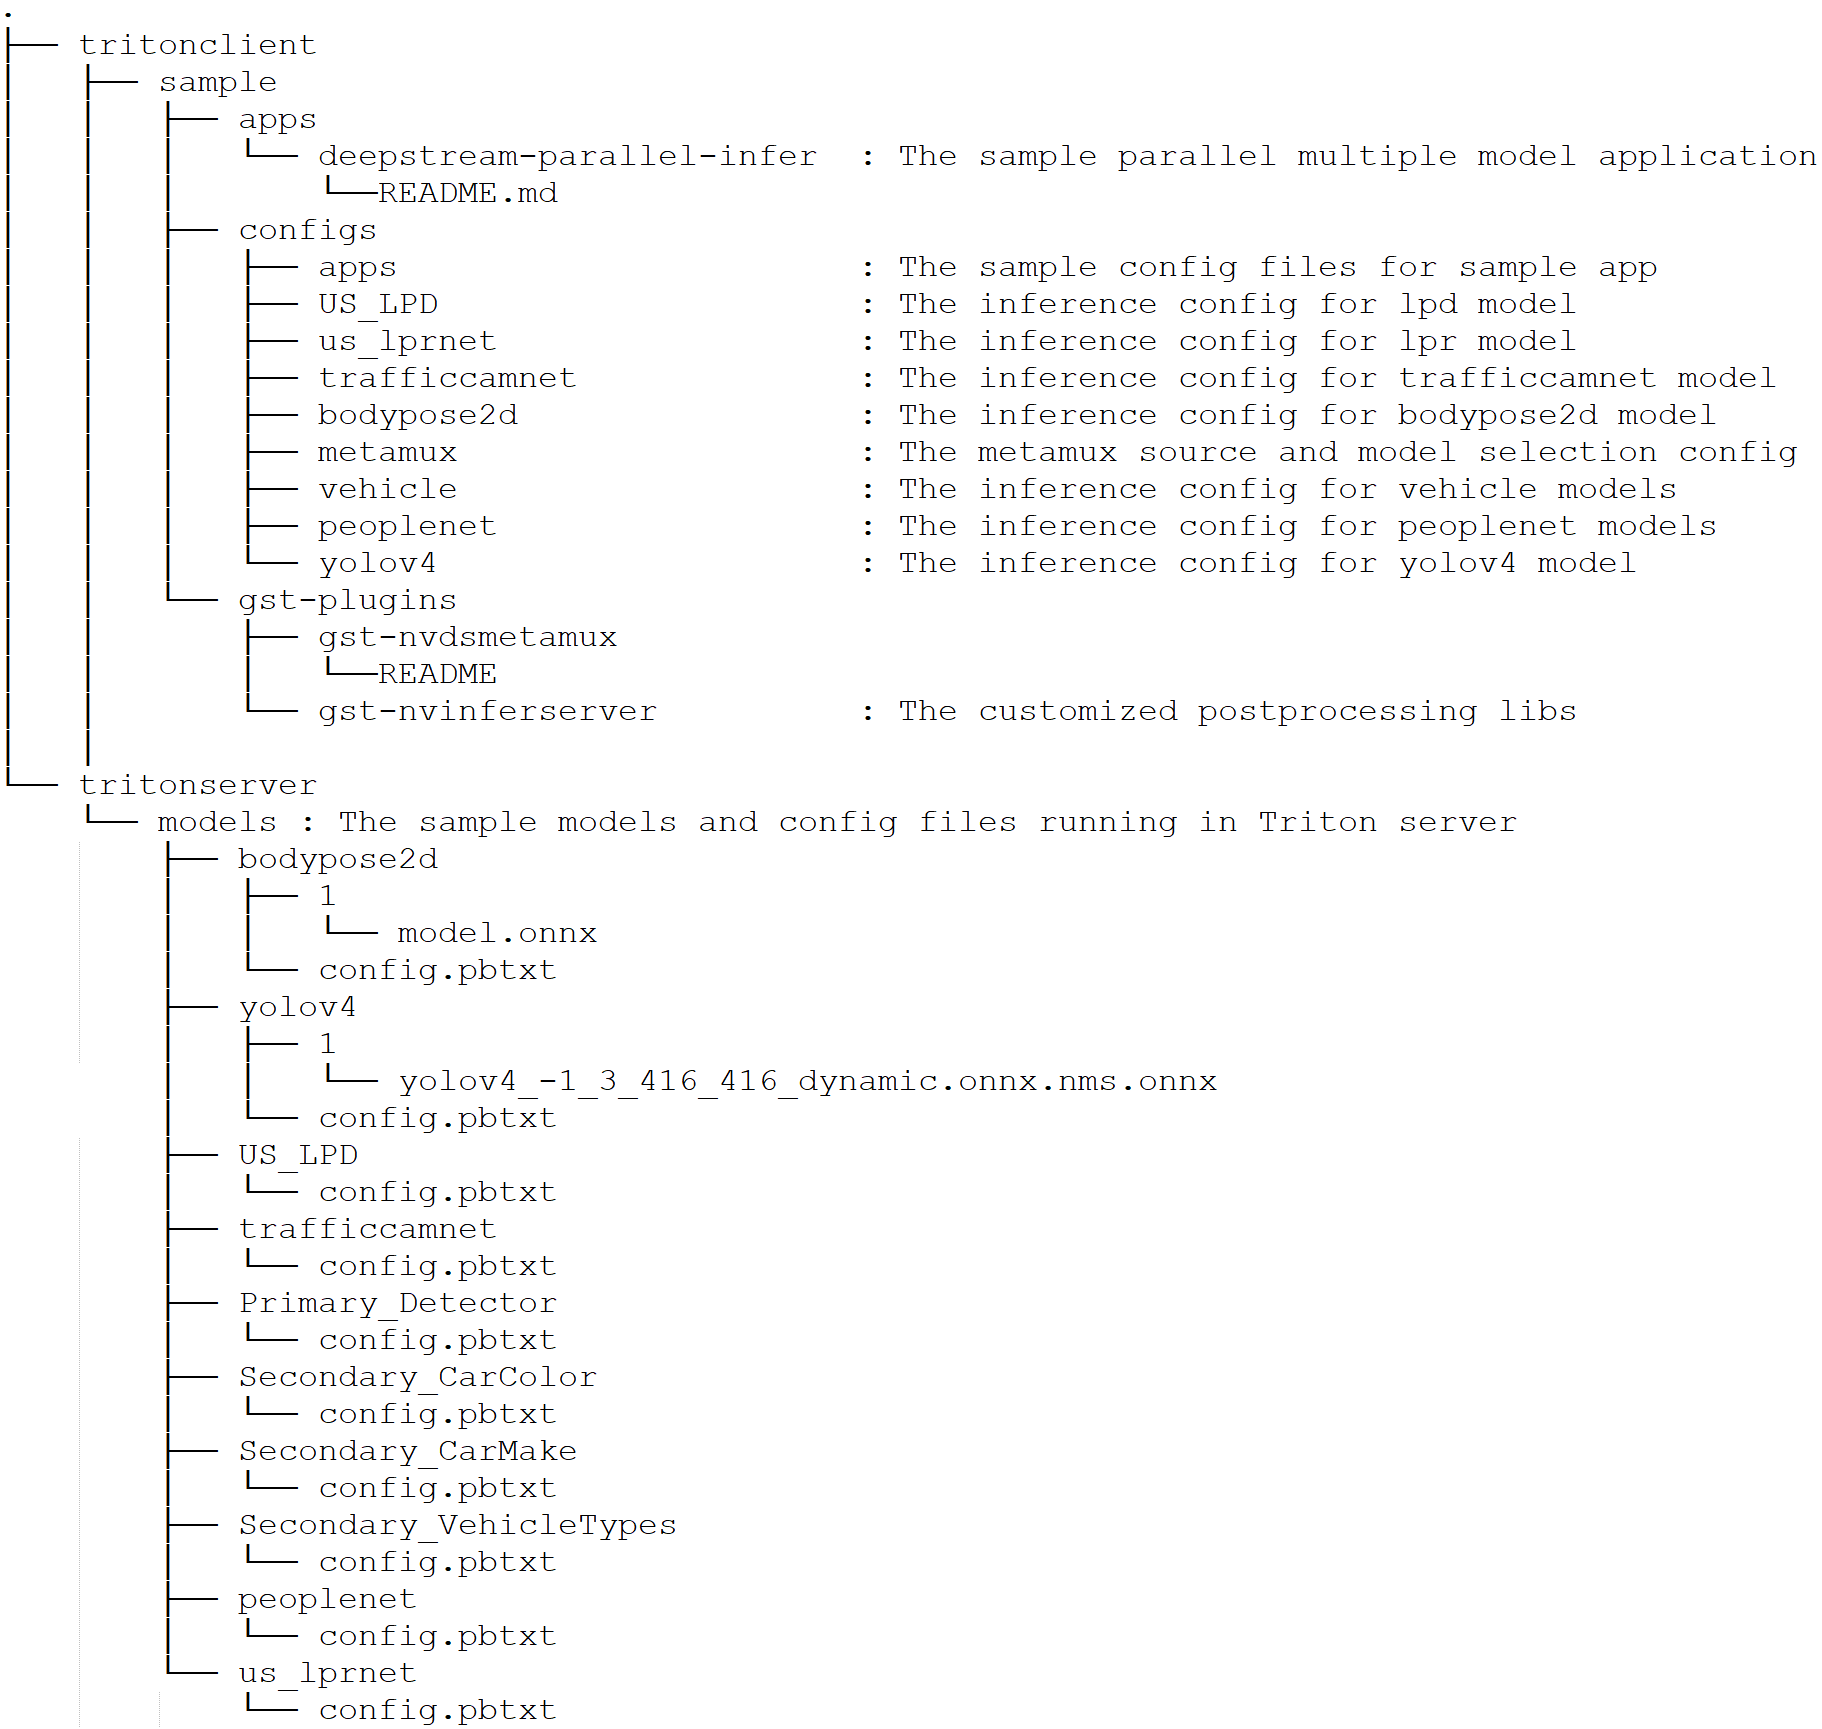 .
├── tritonclient
│   ├── sample
│   │   ├── apps
│   │   │   └── deepstream-parallel-infer  : The sample parallel multiple model application
│   │   │       └──README.md
│   │   ├── configs
│   │   │   ├── apps                       : The sample config files for sample app
│   │   │   ├── US_LPD                     : The inference config for lpd model
│   │   │   ├── us_lprnet                  : The inference config for lpr model
│   │   │   ├── trafficcamnet              : The inference config for trafficcamnet model
│   │   │   ├── bodypose2d                 : The inference config for bodypose2d model
│   │   │   ├── metamux                    : The metamux source and model selection config
│   │   │   ├── vehicle                    : The inference config for vehicle models
│   │   │   ├── peoplenet                  : The inference config for peoplenet models
│   │   │   └── yolov4                     : The inference config for yolov4 model
│   │   └── gst-plugins
│   │       ├── gst-nvdsmetamux
│   │       │   └──README
│   │       └── gst-nvinferserver          : The customized postprocessing libs
│   │
└── tritonserver
    └── models : The sample models and config files running in Triton server
        ├── bodypose2d
        │   ├── 1
        │   │   └── model.onnx
        │   └── config.pbtxt
        ├── yolov4
        │   ├── 1
        │   │   └── yolov4_-1_3_416_416_dynamic.onnx.nms.onnx
        │   └── config.pbtxt
        ├── US_LPD
        │   └── config.pbtxt
        ├── trafficcamnet
        │   └── config.pbtxt
        ├── Primary_Detector
        │   └── config.pbtxt
        ├── Secondary_CarColor
        │   └── config.pbtxt
        ├── Secondary_CarMake
        │   └── config.pbtxt
        ├── Secondary_VehicleTypes
        │   └── config.pbtxt
        ├── peoplenet
        │   └── config.pbtxt
        └── us_lprnet
            └── config.pbtxt